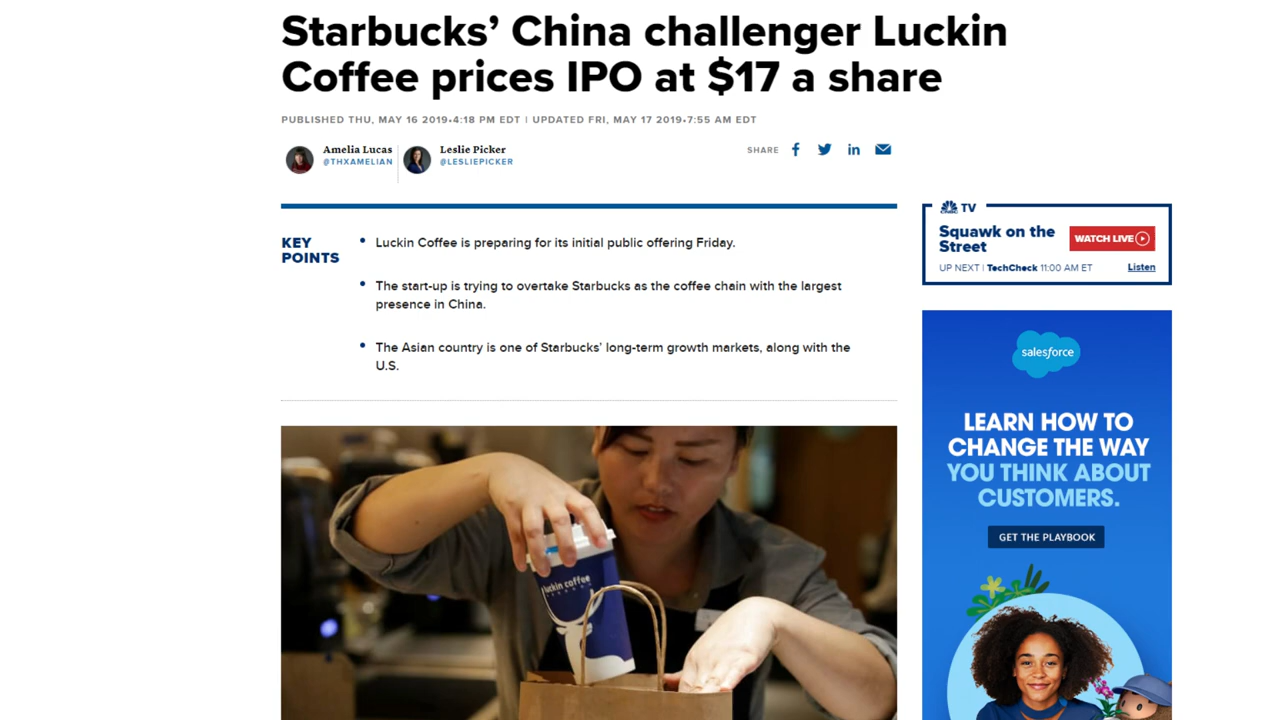 Starbucks’ China challenger Luckin
Coffee prices IPO at $17 a share
PUBLISHED THU, MAY 16 2019•4:18 PM EDT | UPDATED FRI, MAY 17 2019•7:55 AM EDT
Amelia Lucas
@THXAMELIAN
Leslie Picker
@LESLIEPICKER
SHARE
KEY
POINTS
Luckin Coffee is preparing for its initial public offering Friday.
The start-up is trying to overtake Starbucks as the coffee chain with the largest
presence in China.
The Asian country is one of Starbucks’ long-term growth markets, along with the
U.S.
luckin coffee
CNBC TV
Squawk on the
Street
WATCH LIVE
UP NEXT | TechCheck 11:00 AM ET
Listen
salesforce
LEARN HOW TO
CHANGE THE WAY
YOU THINK ABOUT
CUSTOMERS.
GET THE PLAYBOOK